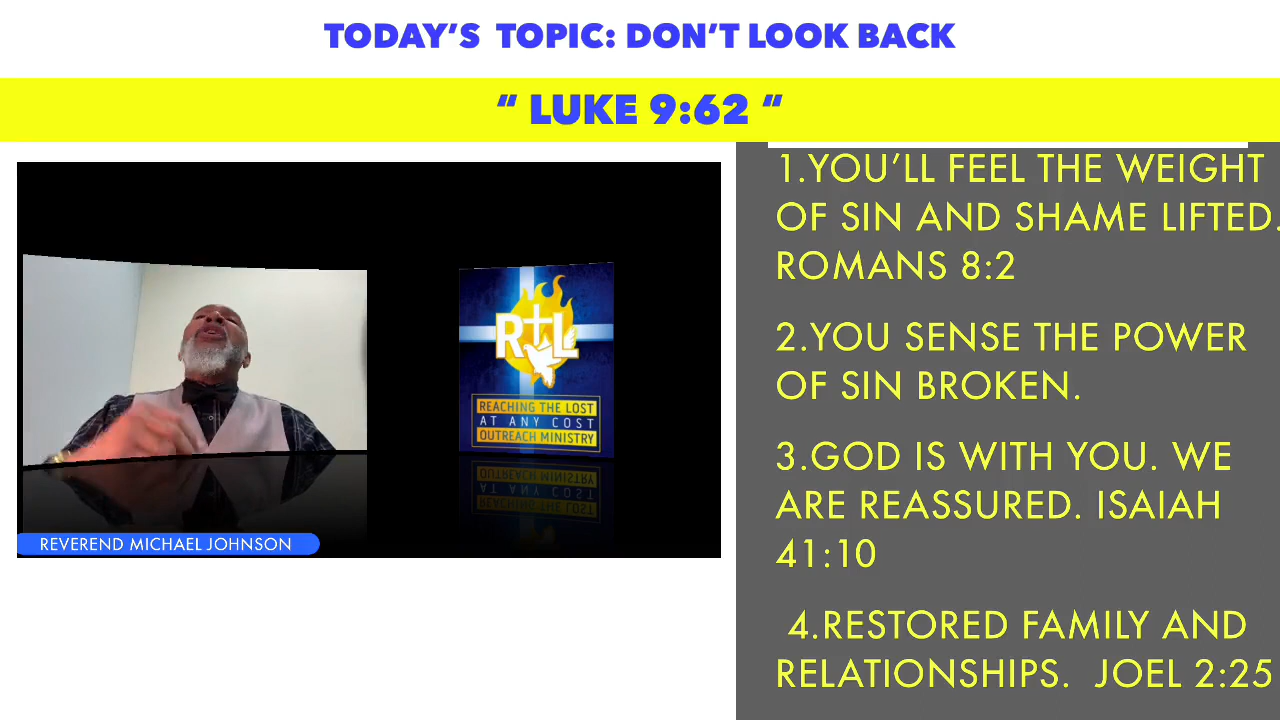 TODAY'S TOPIC: DON'T LOOK BACK
“ LUKE 9:62 “
1.YOU'LL FEEL THE WEIGHT
OF SIN AND SHAME LIFTED.
ROMANS 8:2
2.YOU SENSE THE POWER
OF SIN BROKEN.
3.GOD IS WITH YOU. WE
ARE REASSURED. ISAIAH
41:10
4.RESTORED FAMILY AND
RELATIONSHIPS. JOEL 2:25
R
L
REACHING THE LOST
AT ANY COST
OUTREACH MINISTRY
REVEREND MICHAEL JOHNSON